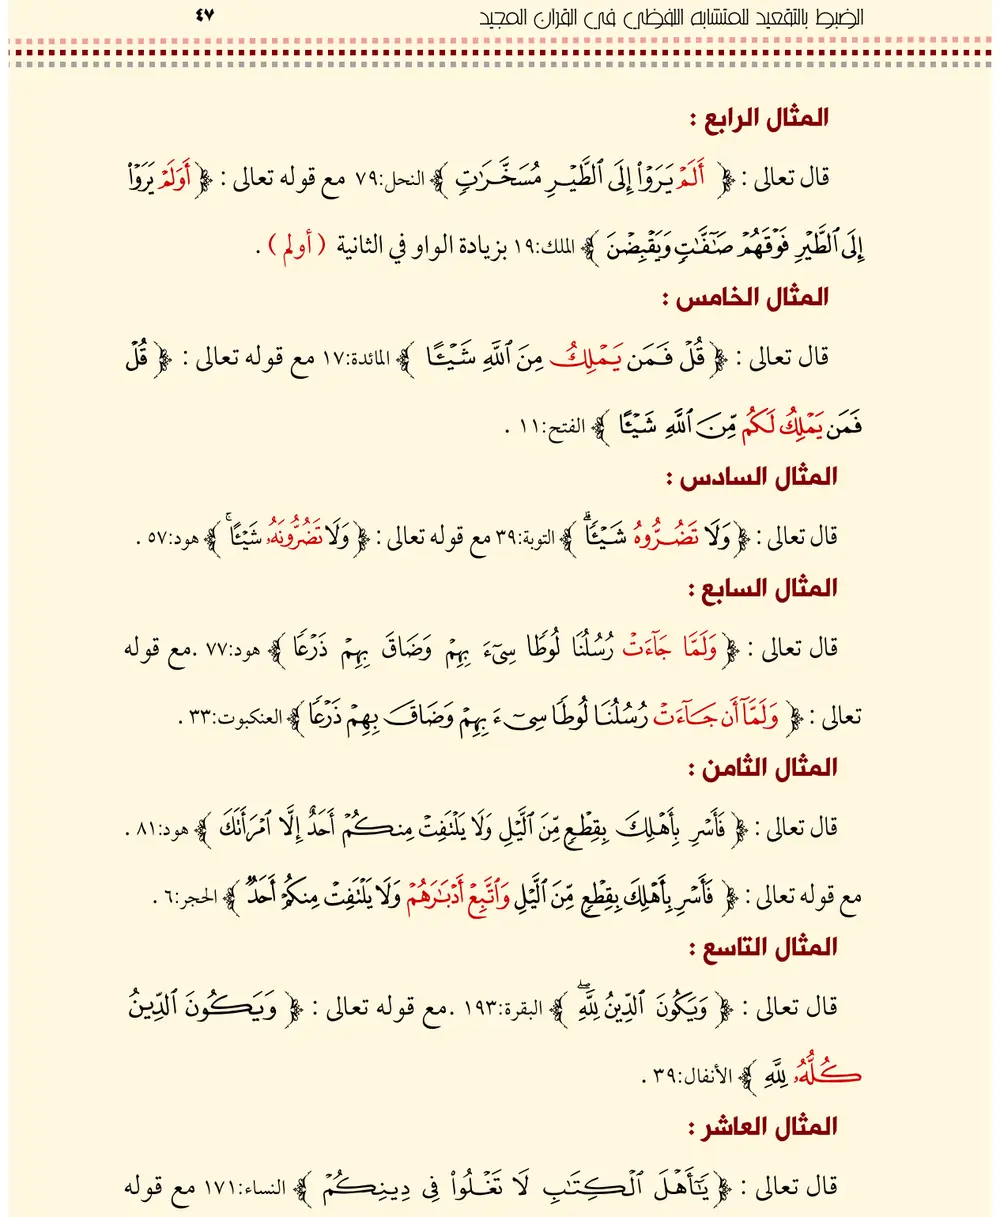 الضبط بالتقعيد للمتشابه اللفظي في القرآن المجيد ٤٧
المثال الرابع :
قال تعالى : ﴿ أَلَمْ يَرَوْا۟ إِلَى ٱلطَّيْرِ مُسَخَّرَٰتٍ ﴾ النحل:٧٩ مع قوله تعالى : ﴿ أَوَلَمْ يَرَوْا۟
إِلَى ٱلطَّيْرِ فَوْقَهُمْ صَٰٓفَّٰتٍ وَيَقْبِضْنَ ﴾ الملك:١٩ بزيادة الواو في الثانية ( أولم ) .
المثال الخامس :
قال تعالى : ﴿ قُلْ فَمَن يَمْلِكُ مِنَ ٱللَّهِ شَيْـًٔا ﴾ المائدة:١٧ مع قوله تعالى : ﴿ قُلْ
فَمَن يَمْلِكُ لَكُم مِّنَ ٱللَّهِ شَيْـًٔا ﴾ الفتح:١١ .
المثال السادس :
قال تعالى : ﴿ وَلَا تَضُرُّوهُ شَيْـًٔا ۗ ﴾ التوبة:٣٩ مع قوله تعالى : ﴿ وَلَا تَضُرُّونَهُۥ شَيْـًٔا ۚ ﴾ هود:٥٧ .
المثال السابع :
قال تعالى : ﴿ وَلَمَّا جَآءَتْ رُسُلُنَا لُوطًا سِىٓءَ بِهِمْ وَضَاقَ بِهِمْ ذَرْعًا ﴾ هود:٧٧ .مع قوله
تعالى : ﴿ وَلَمَّآ أَن جَآءَتْ رُسُلُنَا لُوطًا سِىٓءَ بِهِمْ وَضَاقَ بِهِمْ ذَرْعًا ﴾ العنكبوت:٣٣ .
المثال الثامن :
قال تعالى : ﴿ فَأَسْرِ بِأَهْلِكَ بِقِطْعٍ مِّنَ ٱلَّيْلِ وَلَا يَلْتَفِتْ مِنكُمْ أَحَدٌ إِلَّا ٱمْرَأَتَكَ ﴾ هود:٨١ .
مع قوله تعالى : ﴿ فَأَسْرِ بِأَهْلِكَ بِقِطْعٍ مِّنَ ٱلَّيْلِ وَٱتَّبِعْ أَدْبَٰرَهُمْ وَلَا يَلْتَفِتْ مِنكُمْ أَحَدٌ ﴾ الحجر:٦ .
المثال التاسع :
قال تعالى : ﴿ وَيَكُونَ ٱلدِّينُ لِلَّهِ ۖ ﴾ البقرة:١٩٣ .مع قوله تعالى : ﴿ وَيَكُونَ ٱلدِّينُ
كُلُّهُۥ لِلَّهِ ﴾ الأنفال:٣٩ .
المثال العاشر :
قال تعالى : ﴿ يَٰٓأَهْلَ ٱلْكِتَٰبِ لَا تَغْلُوا۟ فِى دِينِكُمْ ﴾ النساء:١٧١ مع قوله